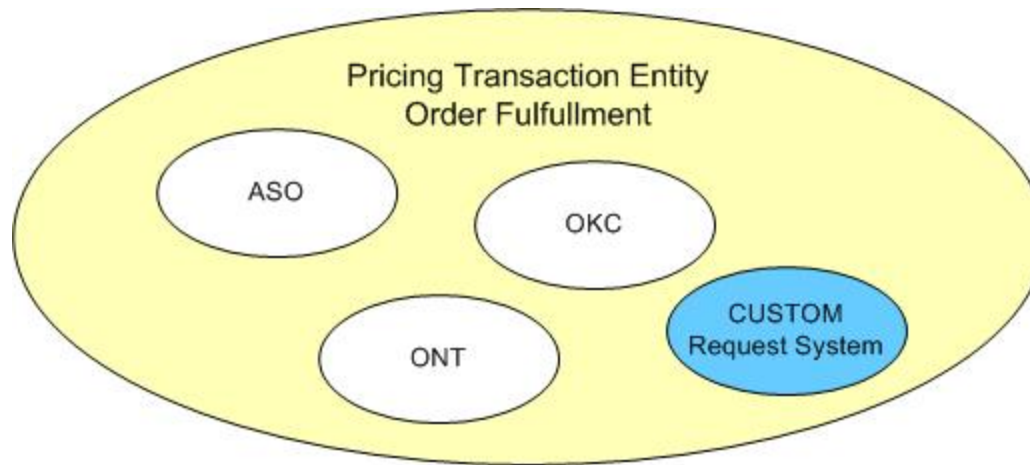 Pricing Transaction Entity
Order Fulfullment
ASO
OKC
CUSTOM
Request System
ONT